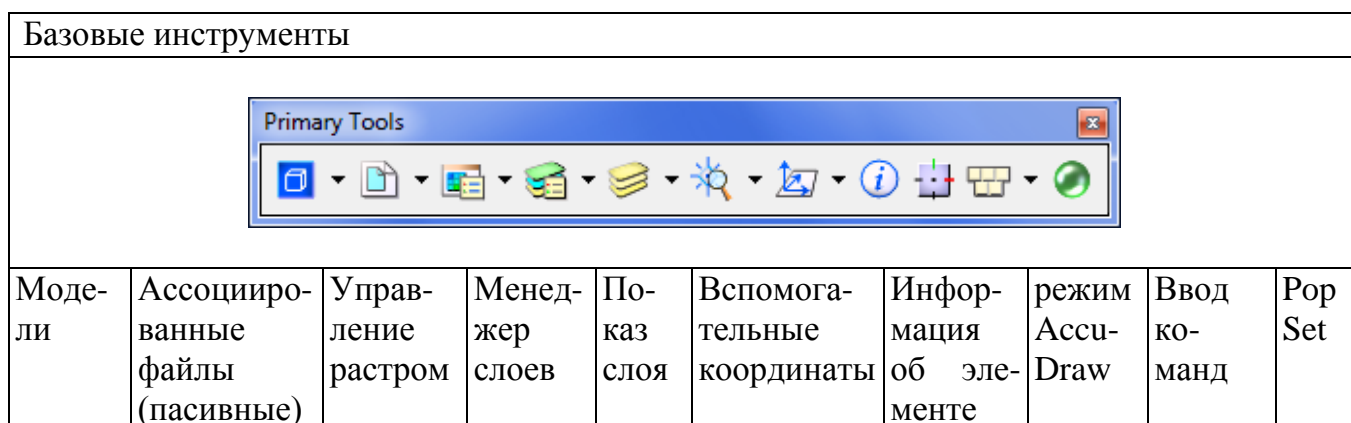 Базовые инструменты
Primary Tools
Моде-
ли
Ассоцииро-
ванные
файлы
(пасивные)
Управ-
ление
растром
Менед-
жер
слоев
По-
каз
слоя
Вспомога-
тельные
координаты
Инфор-
мация
об эле-
менте
режим
Accu-
Draw
Ввод
ко-
манд
Pop
Set